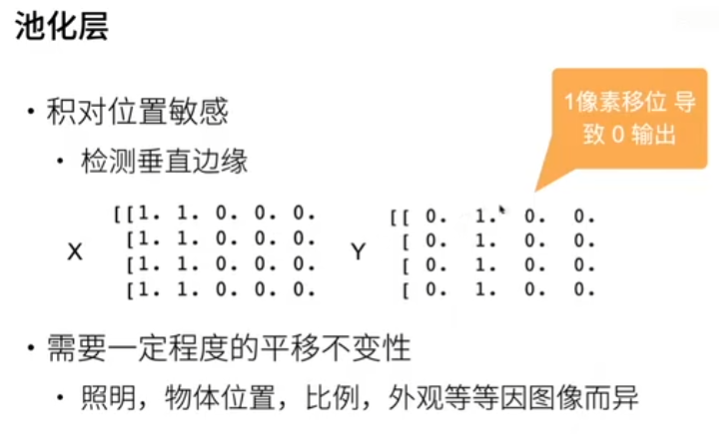 池化层
• 积对位置敏感
• 检测垂直边缘
1像素移位 导
致 0 输出
X
[[1. 1. 0. 0. 0.
[1. 1. 0. 0. 0.
[1. 1. 0. 0. 0.
[1. 1. 0. 0. 0.
Y
[[ 0. 1. 0. 0.
[ 0. 1. 0. 0.
[ 0. 1. 0. 0.
[ 0. 1. 0. 0.
• 需要一定程度的平移不变性
• 照明，物体位置，比例，外观等等因图像而异